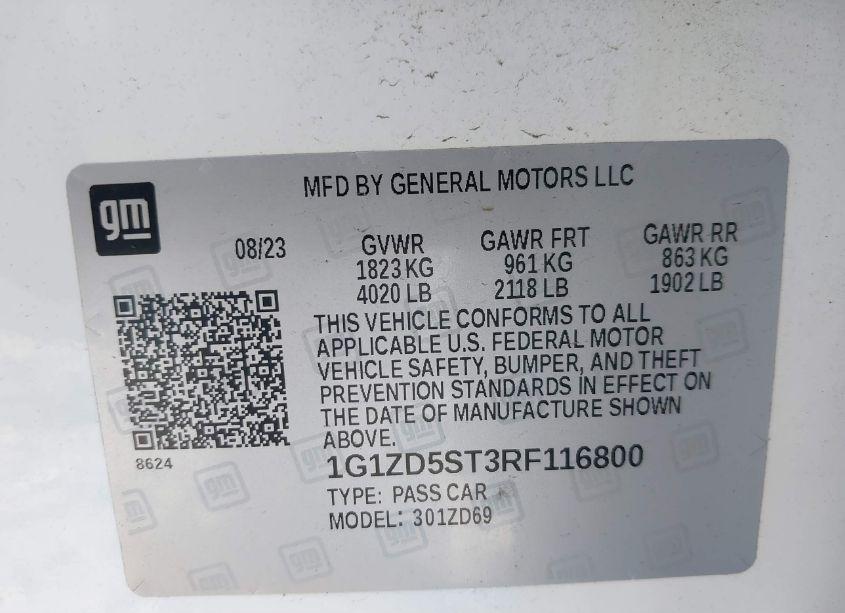 gm
MFD BY GENERAL MOTORS LLC
08/23
GVWR
1823 KG
4020 LB
GAWR FRT
961 KG
2118 LB
GAWR RR
863 KG
1902 LB
THIS VEHICLE CONFORMS TO ALL
APPLICABLE U.S. FEDERAL MOTOR
VEHICLE SAFETY, BUMPER, AND THEFT
PREVENTION STANDARDS IN EFFECT ON
THE DATE OF MANUFACTURE SHOWN
ABOVE.
8624
1G1ZD5ST3RF116800
TYPE: PASS CAR
MODEL: 301ZD69